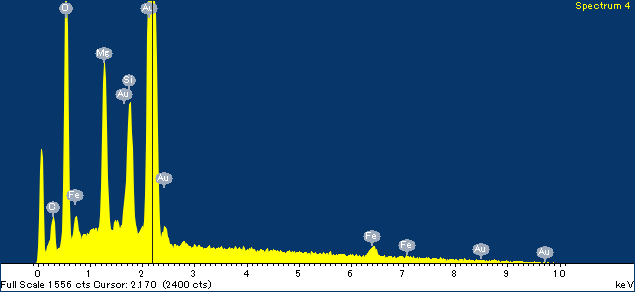 Spectrum 4
O Au
Mg
Si
Au
Au
Fe
Fe
Fe
Au
Au
0 1 2 3 4 5 6 7 8 9 10
Full Scale 1556 cts Cursor: 2.170 (2400 cts) keV